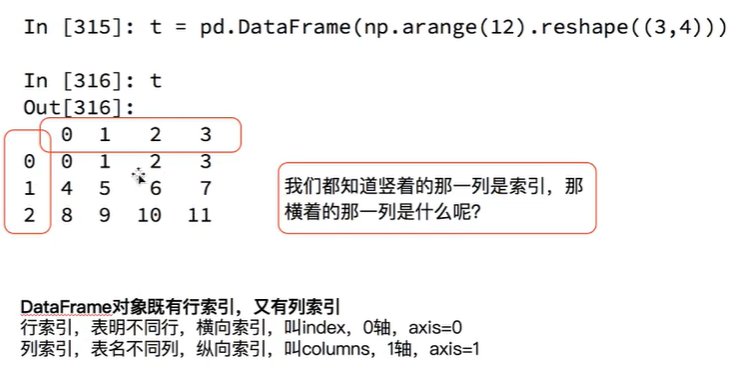 In [315]: t = pd.DataFrame(np.arange(12).reshape((3,4)))
In [316]: t
Out[316]:
0 1 2 3
0 0 1 2 3
1 4 5 6 7
2 8 9 10 11
我们都知道竖着的那一列是索引，那
横着的那一列是什么呢?
DataFrame对象既有行索引，又有列索引
行索引，表明不同行，横向索引，叫index，0轴，axis=0
列索引，表名不同列，纵向索引，叫columns，1轴，axis=1